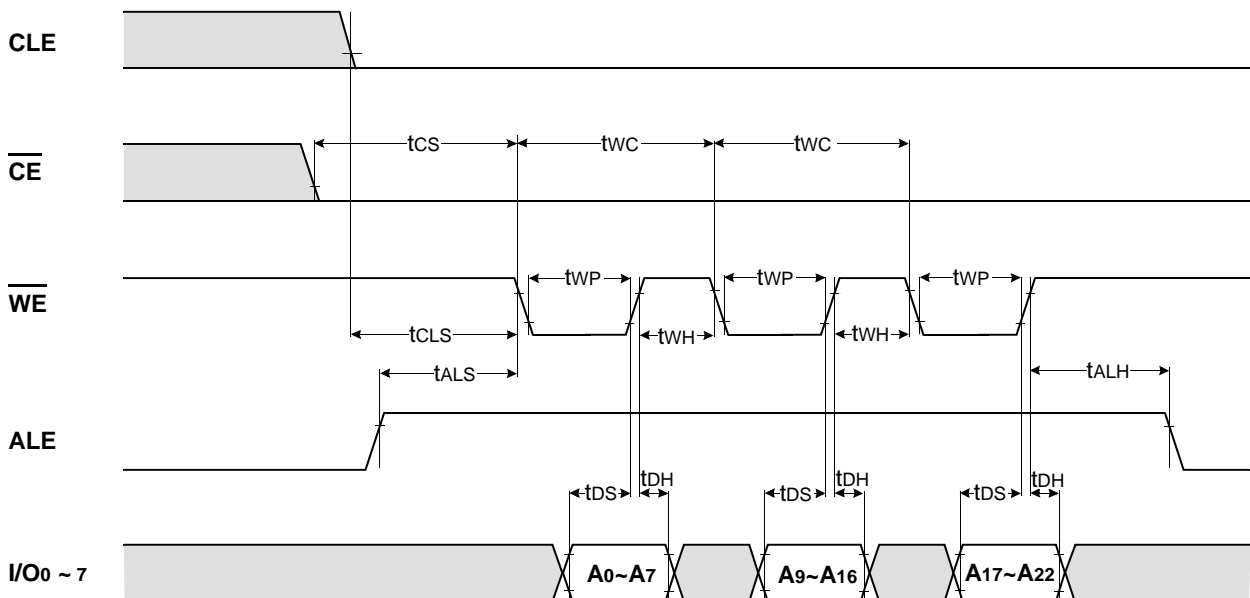 CLE
CE
tCS tWC tWC
WE
tWP tWP tWP
tCLS tWH tWH
tALS tALH
ALE
tDS tDH tDS tDH tDS tDH
I/O0 ~ 7
A0~A7 A9~A16 A17~A22